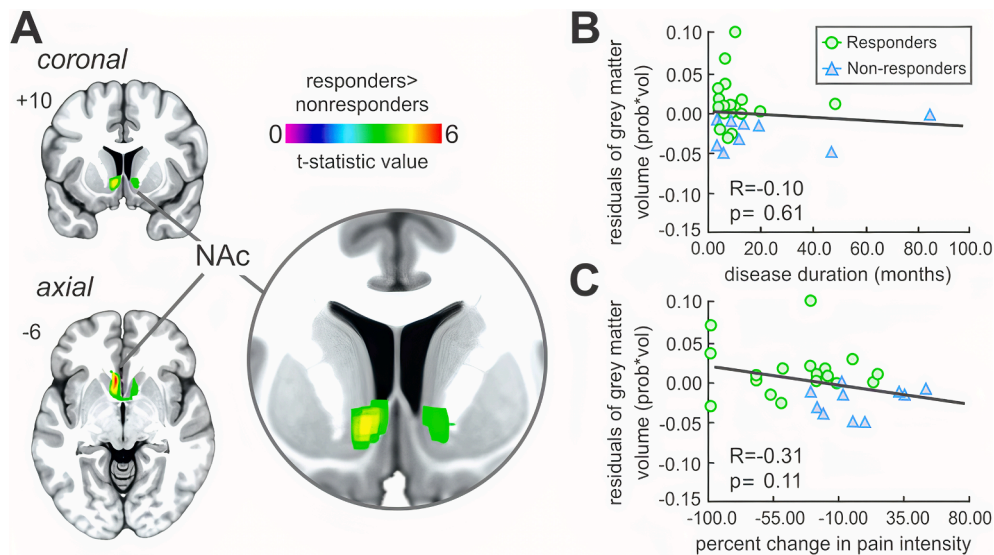 A
coronal
+10
responders>
nonresponders
0
6
t-statistic value
NAc
axial
-6
B
residuals of grey matter
volume (prob*vol)
0.10
0.05
0.00
-0.05
-0.10
-0.15
Responders
Non-responders
R=-0.10
p= 0.61
0.00 20.0 40.0 60.0 80.0 100.0
disease duration (months)
C
residuals of grey matter
volume (prob*vol)
0.10
0.05
0.00
-0.05
-0.10
-0.15
R=-0.31
p= 0.11
-100.0 -55.00 -10.00 35.00 80.00
percent change in pain intensity